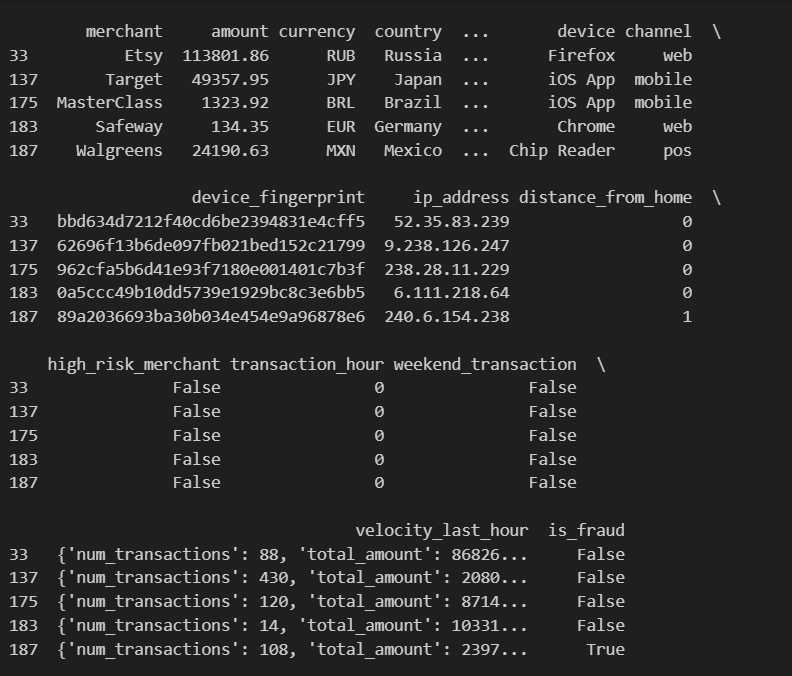 merchant amount currency country ... device channel \
33 Etsy 113801.86 RUB Russia ... Firefox web
137 Target 49357.95 JPY Japan ... iOS App mobile
175 MasterClass 1323.92 BRL Brazil ... iOS App mobile
183 Safeway 134.35 EUR Germany ... Chrome web
187 Walgreens 24190.63 MXN Mexico ... Chip Reader pos
device_fingerprint ip_address distance_from_home \
33 bbd634d7212f40cd6be2394831e4cff5 52.35.83.239 0
137 62696f13b6de097fb021bed152c21799 9.238.126.247 0
175 962cfa5b6d41e93f7180e001401c7b3f 238.28.11.229 0
183 0a5ccc49b10dd5739e1929bc8c3e6bb5 6.111.218.64 0
187 89a2036693ba30b034e454e9a96878e6 240.6.154.238 1
high_risk_merchant transaction_hour weekend_transaction \
33 False 0 False
137 False 0 False
175 False 0 False
183 False 0 False
187 False 0 False
velocity_last_hour is_fraud
33 {'num_transactions': 88, 'total_amount': 86826... False
137 {'num_transactions': 430, 'total_amount': 2080... False
175 {'num_transactions': 120, 'total_amount': 8714... False
183 {'num_transactions': 14, 'total_amount': 10331... False
187 {'num_transactions': 108, 'total_amount': 2397... True